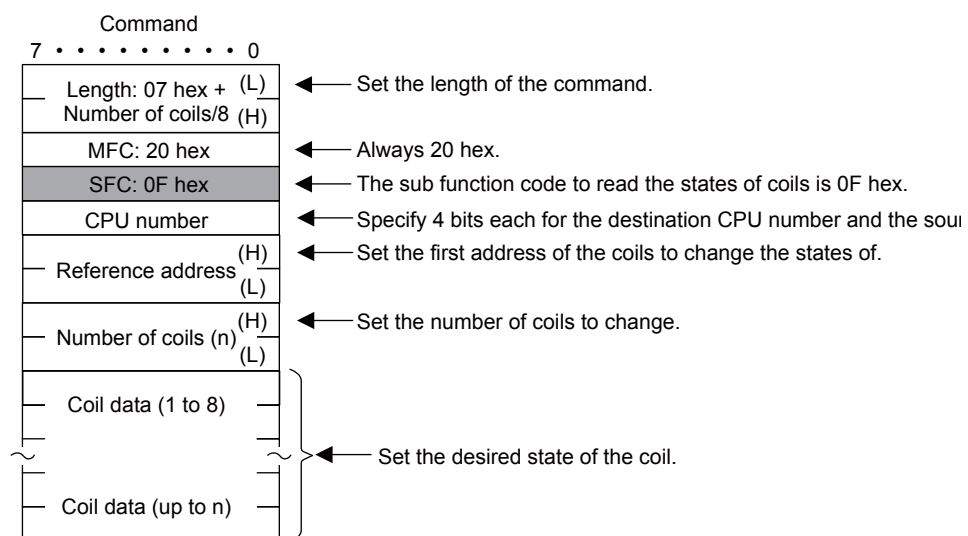 Command
7 • • • • • • • • • 0
Length: 07 hex + (L)
Number of coils/8 (H)
Set the length of the command.
MFC: 20 hex
Always 20 hex.
SFC: 0F hex
The sub function code to read the states of coils is 0F hex.
CPU number
Specify 4 bits each for the destination CPU number and the
Reference address (H)
(L)
Set the first address of the coils to change the states of.
Number of coils (n) (H)
(L)
Set the number of coils to change.
Coil data (1 to 8)
Set the desired state of the coil.
Coil data (up to n)